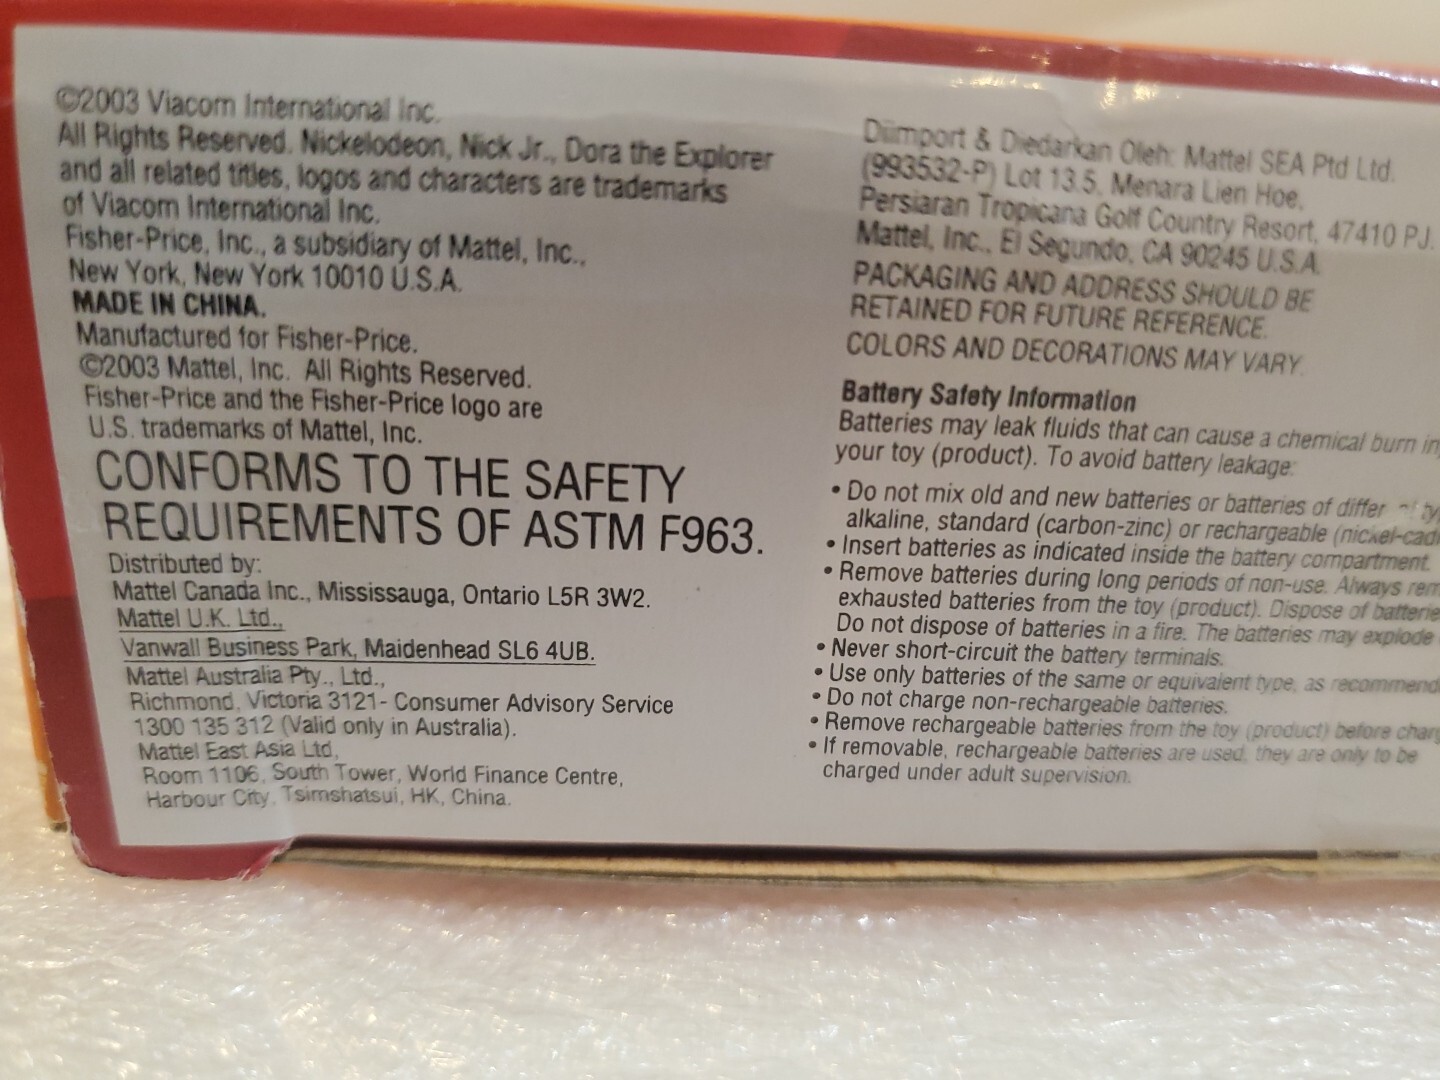 ©2003 Viacom International Inc.
All Rights Reserved. Nickelodeon, Nick Jr., Dora the Explorer
and all related titles, logos and characters are trademarks
of Viacom International Inc.
Fisher-Price, Inc., a subsidiary of Mattel, Inc.,
New York, New York 10010 U.S.A.
MADE IN CHINA.
Manufactured for Fisher-Price.
©2003 Mattel, Inc. All Rights Reserved.
Fisher-Price and the Fisher-Price logo are
U.S. trademarks of Mattel, Inc.
CONFORMS TO THE SAFETY
REQUIREMENTS OF ASTM F963.
Distributed by:
Mattel Canada Inc., Mississauga, Ontario L5R 3W2.
Mattel U.K. Ltd.,
Vanwall Business Park, Maidenhead SL6 4UB.
Mattel Australia Pty., Ltd.,
Richmond, Victoria 3121- Consumer Advisory Service
1300 135 312 (Valid only in Australia).
Mattel East Asia Ltd,
Room 1106, South Tower, World Finance Centre,
Harbour City, Tsimshatsui, HK, China.
Diimport & Diedarkan Oleh: Mattel SEA Ptd Ltd.
(993532-P) Lot 13.5, Menara Lien Hoe,
Persiaran Tropicana Golf Country Resort, 47410 PJ.
Mattel, Inc., El Segundo, CA 90245 U.S.A.
PACKAGING AND ADDRESS SHOULD BE
RETAINED FOR FUTURE REFERENCE.
COLORS AND DECORATIONS MAY VARY.
Battery Safety Information
Batteries may leak fluids that can cause a chemical burn
your toy (product). To avoid battery leakage:
• Do not mix old and new batteries or batteries of
alkaline, standard (carbon-zinc) or rechargeable
• Insert batteries as indicated inside the battery compartment.
• Remove batteries during long periods of non-use. Always
exhausted batteries from the toy (product). Dispose of
Do not dispose of batteries in a fire. The batteries may explode
• Never short-circuit the battery terminals.
• Use only batteries of the same or equivalent type, as
• Do not charge non-rechargeable batteries.
• Remove rechargeable batteries from the toy (product) before
• If removable, rechargeable batteries are used, they are only to be
charged under adult supervision.